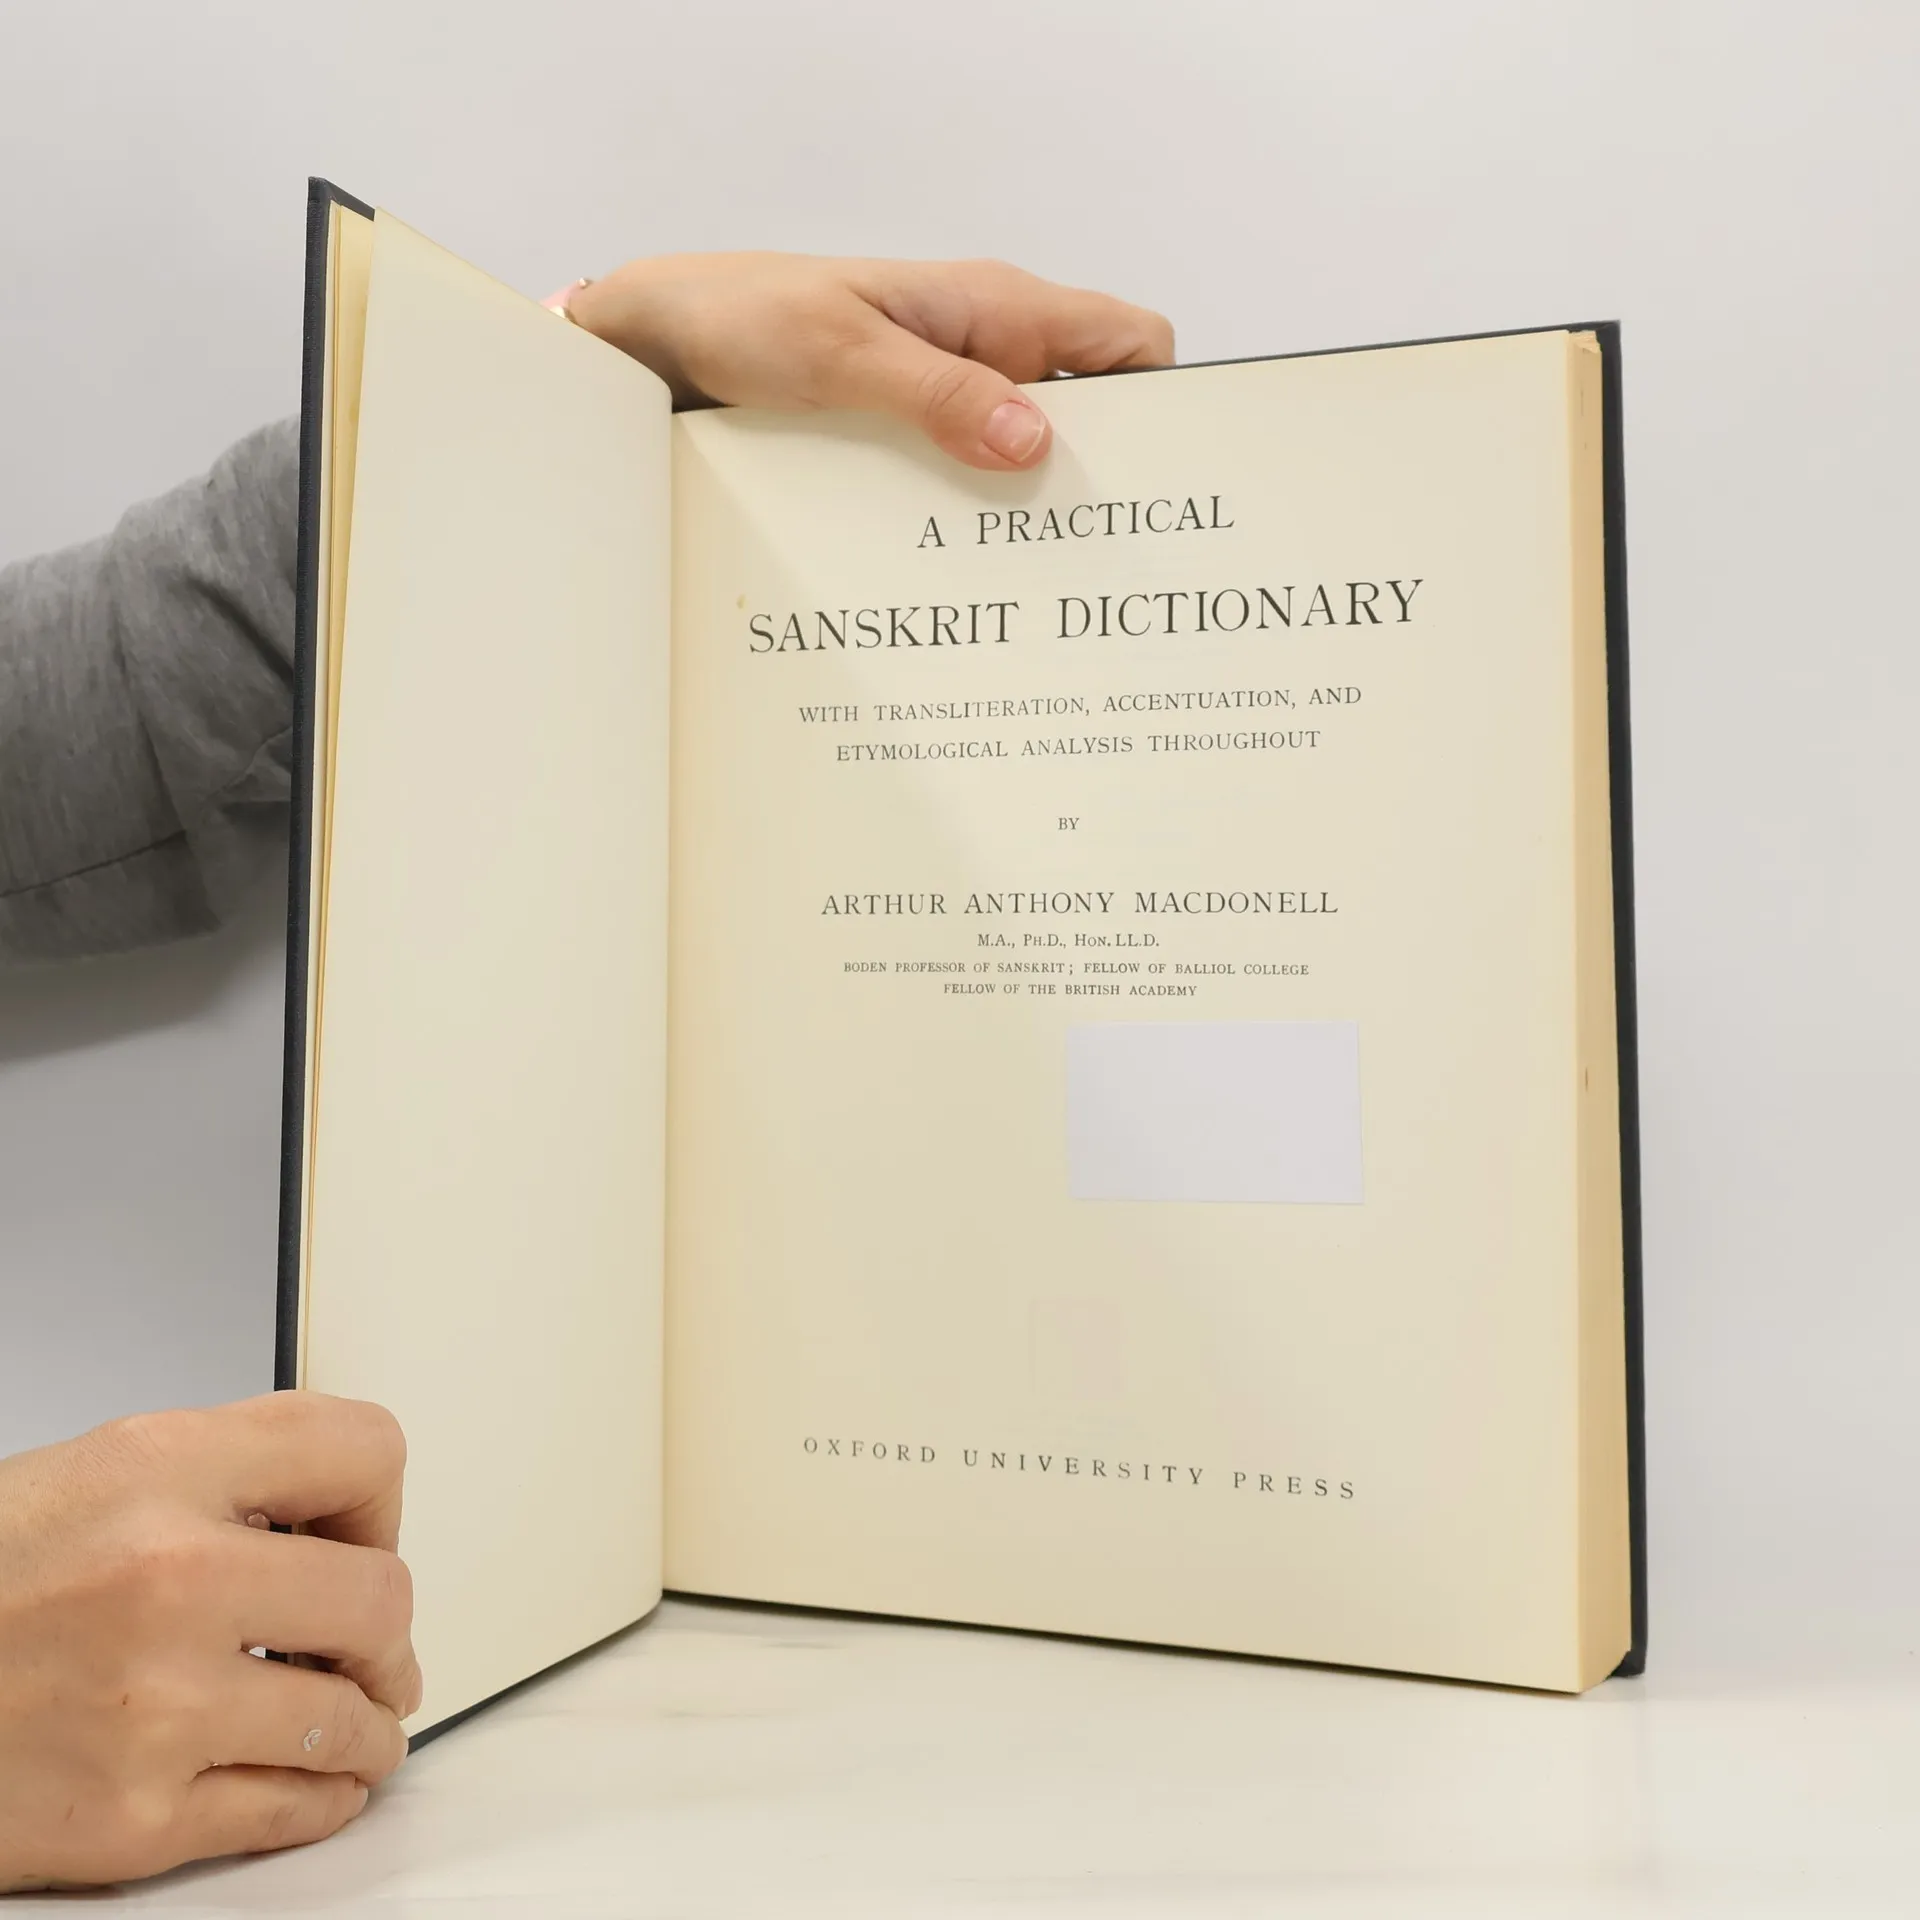 A PRACTICAL
SANSKRIT DICTIONARY
WITH TRANSLITERATION, ACCENTUATION, AND
ETYMOLOGICAL ANALYSIS THROUGHOUT
BY
ARTHUR ANTHONY MACDONELL
M.A., PH.D., HON. LL.D.
BODEN PROFESSOR OF SANSKRIT; FELLOW OF BALLIOL COLLEGE
FELLOW OF THE BRITISH ACADEMY
OXFORD UNIVERSITY PRESS